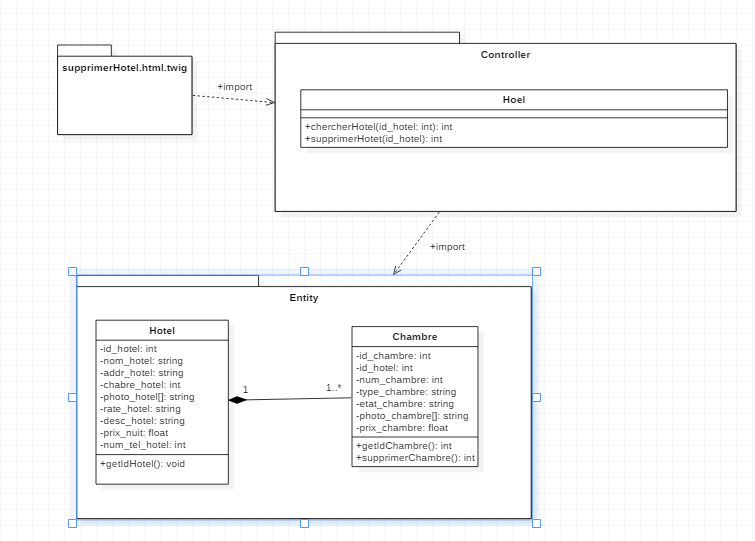 supprimerHotel.html.twig
+import
Controller
Hoel
+chercherHotel(id_hotel: int): int
+supprimerHotet(id_hotel): int
+import
Entity
Hotel
-id_hotel: int
-nom_hotel: string
-addr_hotel: string
-chabre_hotel: int
-photo_hotel[]: string
-rate_hotel: string
-desc_hotel: string
-prix_nuit: float
-num_tel_hotel: int
+getIdHotel(): void
1
1..*
Chambre
-id_chambre: int
-id_hotel: int
-num_chambre: int
-type_chambre: string
-etat_chambre: string
-photo_chambre[]: string
-prix_chambre: float
+getIdChambre(): int
+supprimerChambre(): int